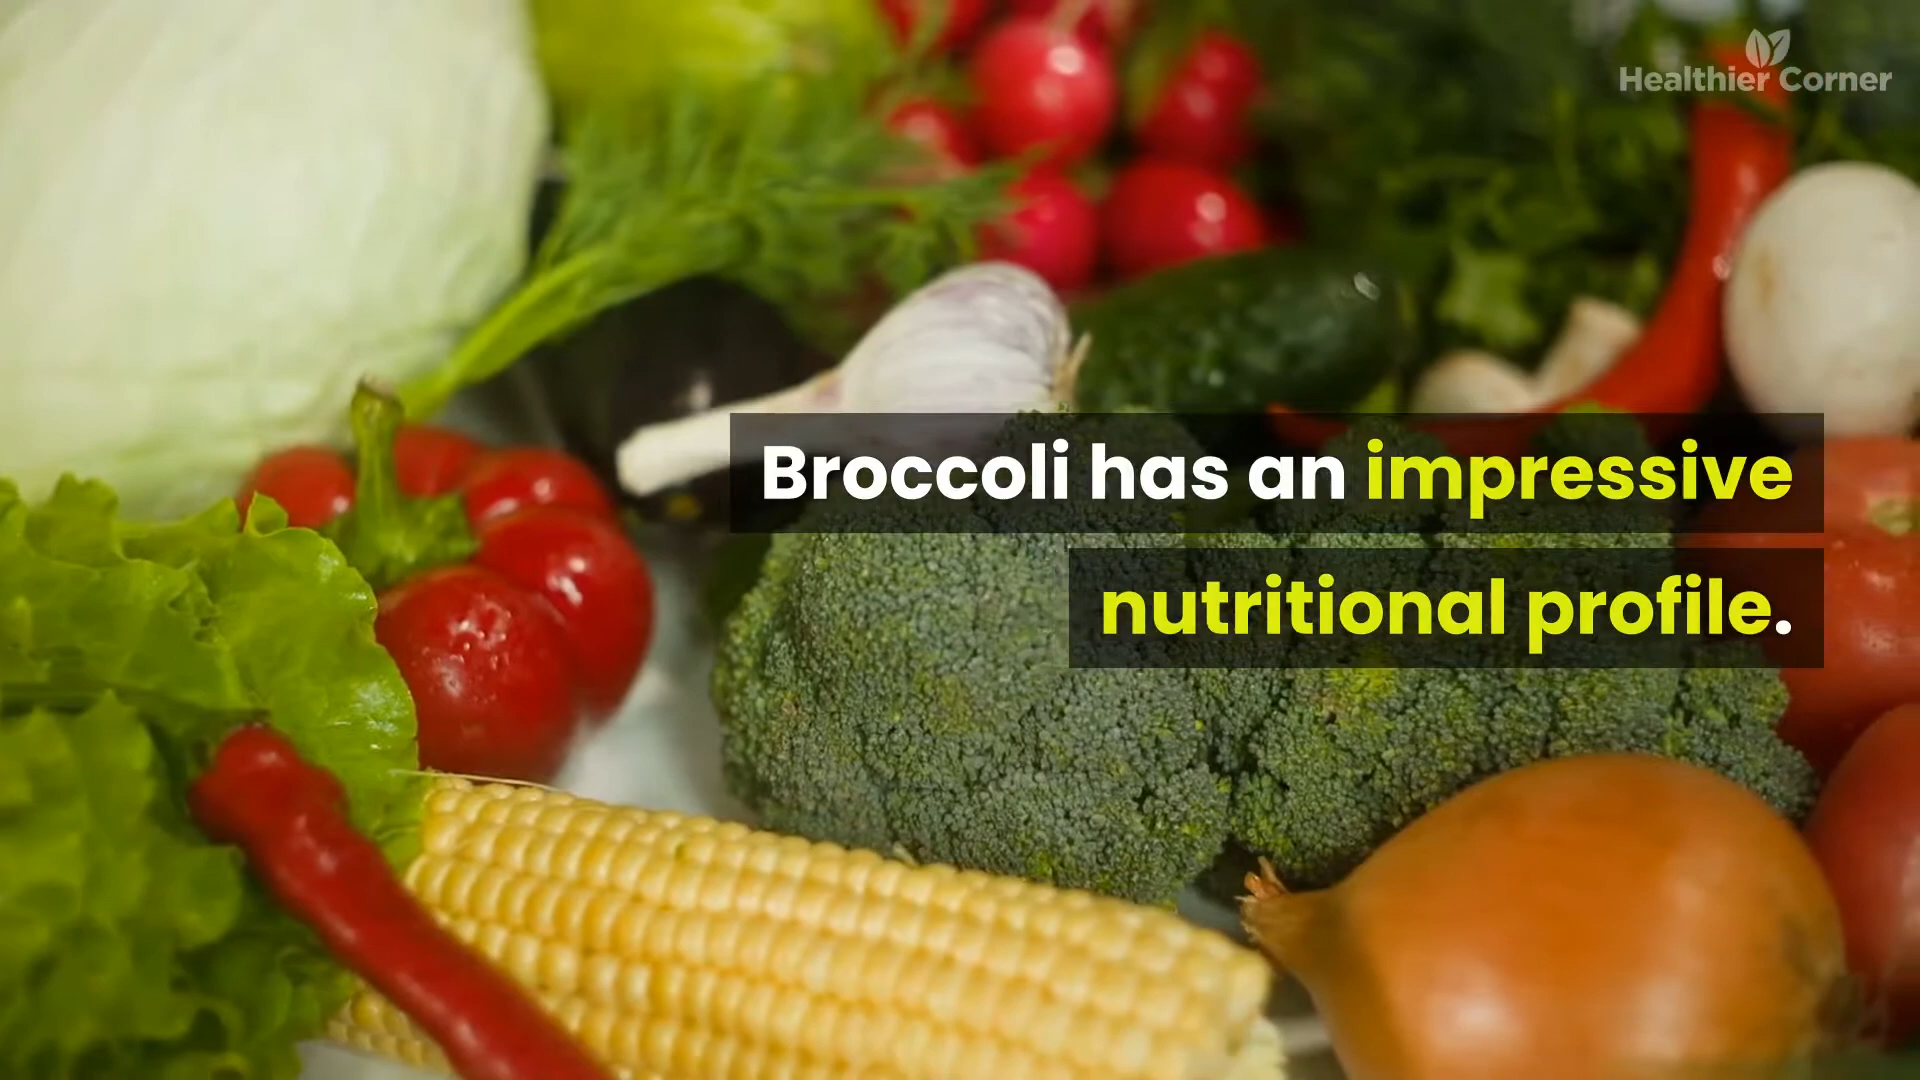 Healthier Corner
Broccoli has an impressive
nutritional profile.